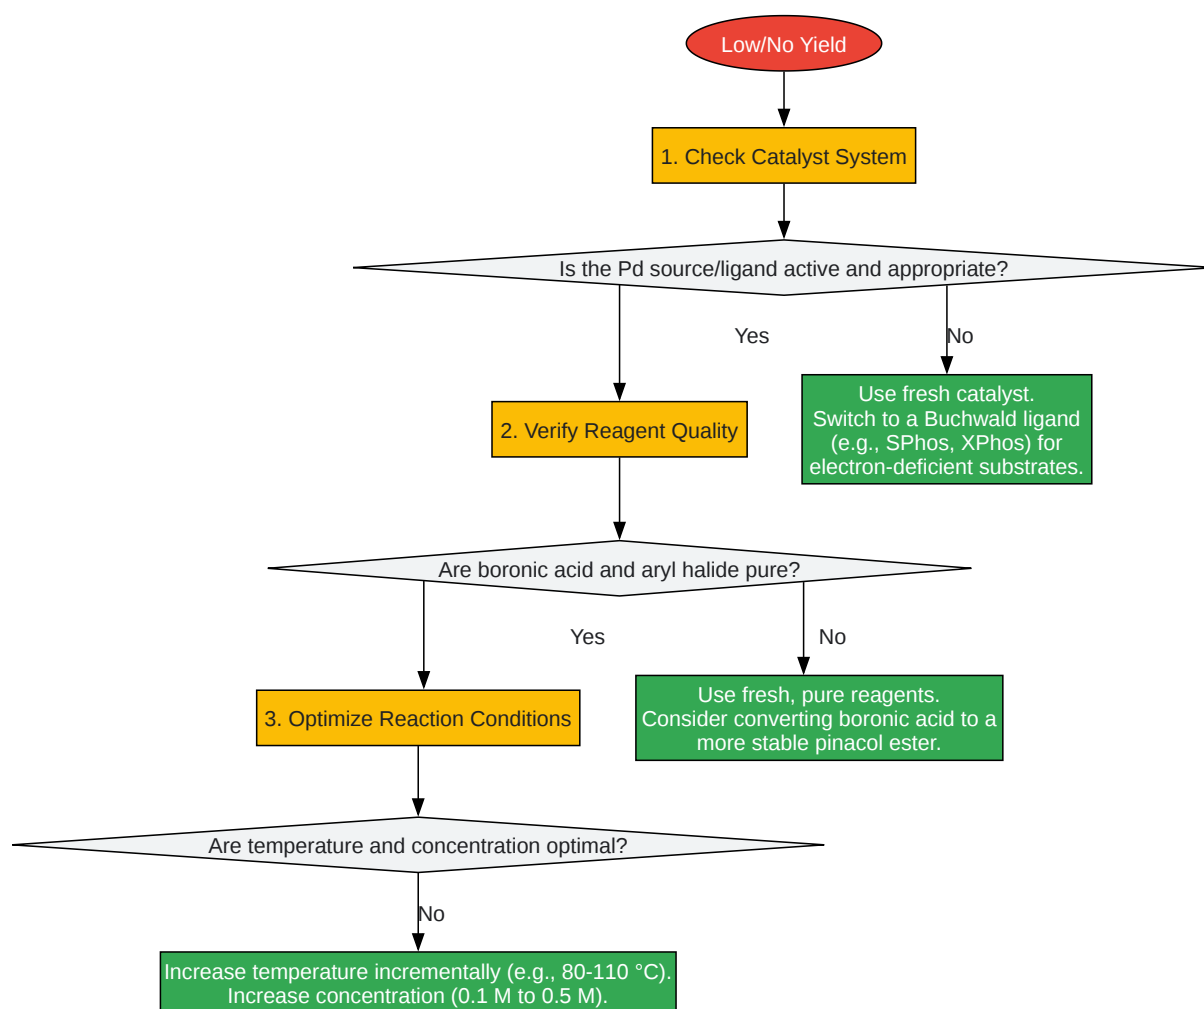 Low/No Yield
1. Check Catalyst System
Is the Pd source/ligand active and appropriate?
Yes
No
Use fresh catalyst.
Switch to a Buchwald ligand
(e.g., SPhos, XPhos) for
electron-deficient substrates.
2. Verify Reagent Quality
Are boronic acid and aryl halide pure?
Yes
No
Use fresh, pure reagents.
Consider converting boronic acid to a
more stable pinacol ester.
3. Optimize Reaction Conditions
Are temperature and concentration optimal?
No
Increase temperature incrementally (e.g., 80-110 °C).
Increase concentration (0.1 M to 0.5 M).